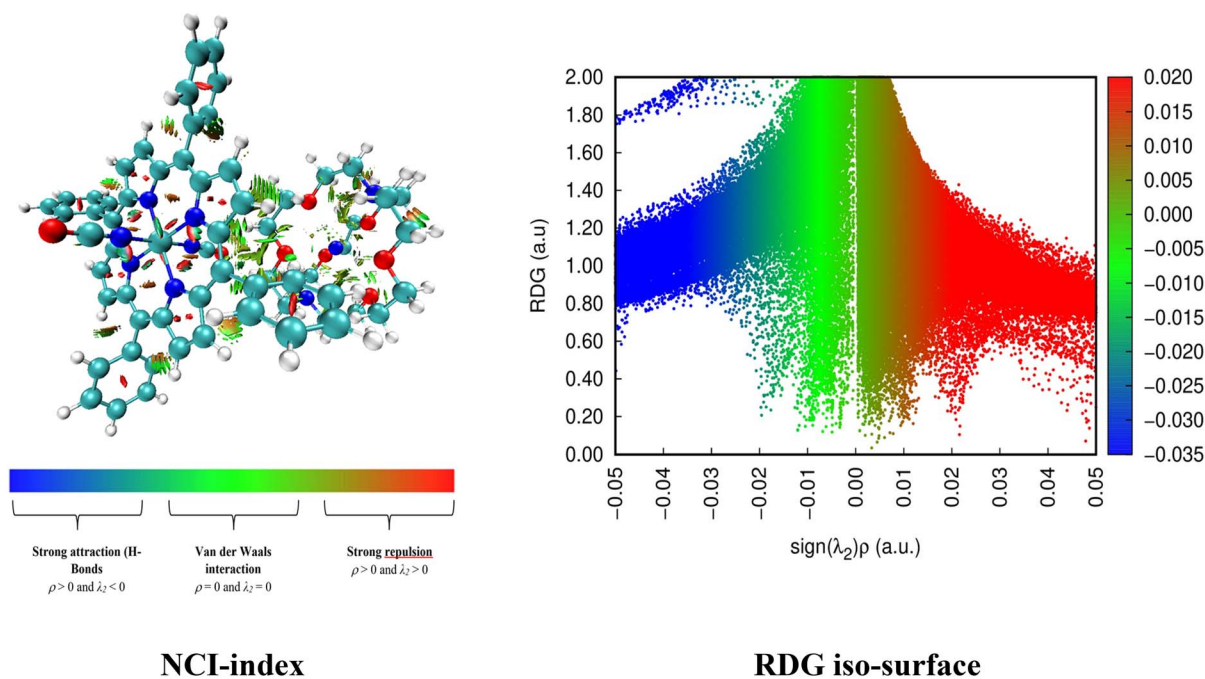 Strong attraction (H-
Bonds
ρ > 0 and λ2 < 0
Van der Waals
interaction
ρ = 0 and λ2 = 0
Strong repulsion
ρ > 0 and λ2 > 0
NCI-index
RDG (a.u)
2.00
1.80
1.60
1.40
1.20
1.00
0.80
0.60
0.40
0.20
0.00
-0.05
-0.04
-0.03
-0.02
-0.01
0.00
0.01
0.02
0.03
0.04
0.05
sign(λ2)ρ (a.u.)
0.020
0.015
0.010
0.005
0.000
−0.005
−0.010
−0.015
−0.020
−0.025
−0.030
−0.035
RDG iso-surface